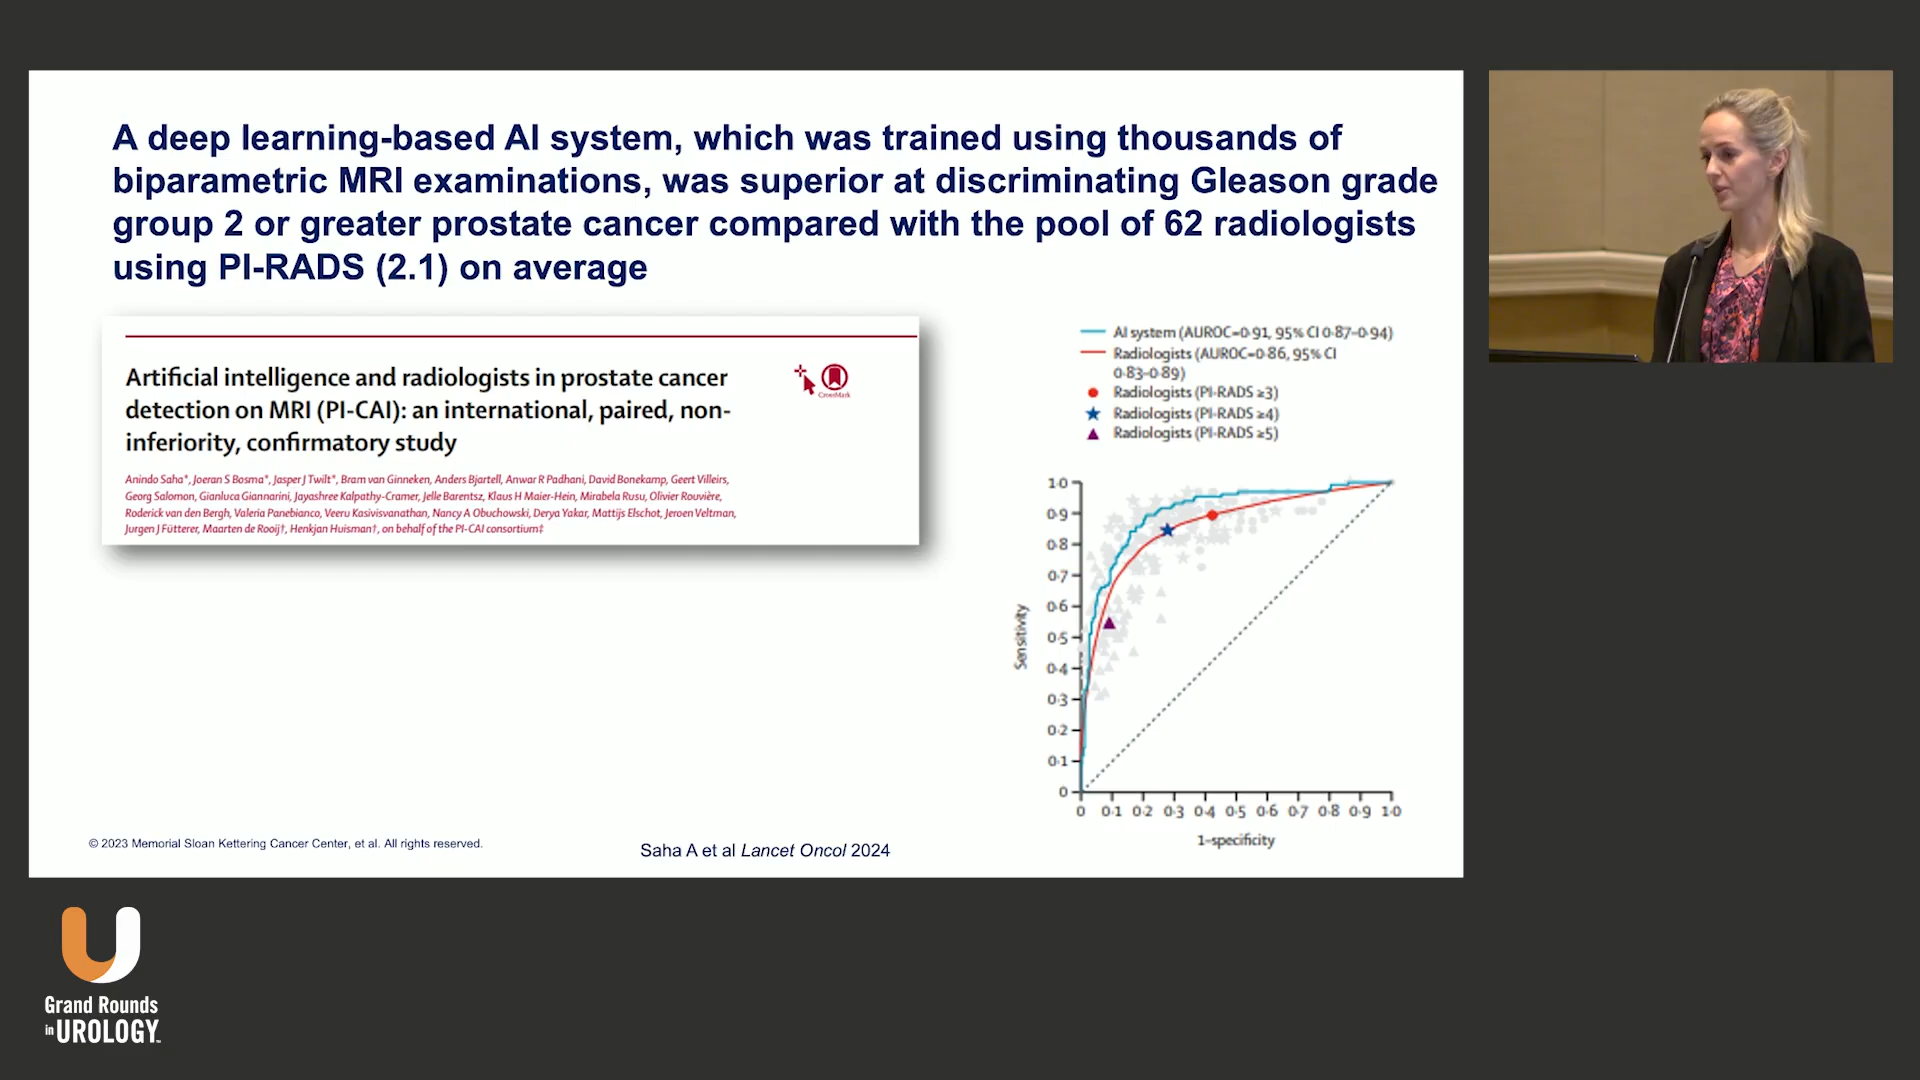 A deep learning-based AI system, which was trained using thousands of
biparametric MRI examinations, was superior at discriminating Gleason grade
group 2 or greater prostate cancer compared with the pool of 62 radiologists
using PI-RADS (2.1) on average
Artificial intelligence and radiologists in prostate cancer
detection on MRI (PI-CAI): an international, paired, non-
inferiority, confirmatory study
CrossMark
Anindo Saha*, Joeran S Bosma*, Jasper J Twilt*, Bram van Ginneken, Anders Bjartell, Anwar R Padhani, David Bonekamp, Geert Villeirs,
Georg Salomon, Gianluca Giannarini, Jayashree Kalpathy-Cramer, Jelle Barentsz, Klaus H Maier-Hein, Mirabela Rusu, Olivier Rouvière,
Roderick van den Bergh, Valeria Panebianco, Veeru Kasivisvanathan, Nancy A Obuchowski, Derya Yakar, Mattijs Elschot, Jeroen Veltman,
Jurgen J Fütterer, Maarten de Rooij†, Henkjan Huisman†, on behalf of the PI-CAI consortium‡
AI system (AUROC=0·91, 95% CI 0·87–0·94)
Radiologists (AUROC=0·86, 95% CI
0·83–0·89)
Radiologists (PI-RADS ≥3)
Radiologists (PI-RADS ≥4)
Radiologists (PI-RADS ≥5)
1·0
0·9
0·8
0·7
0·6
0·5
0·4
0·3
0·2
0·1
0
Sensitivity
0 0·1 0·2 0·3 0·4 0·5 0·6 0·7 0·8 0·9 1·0
1–specificity
© 2023 Memorial Sloan Kettering Cancer Center, et al. All rights reserved.
Saha A et al Lancet Oncol 2024
Grand Rounds
in UROLOGY™